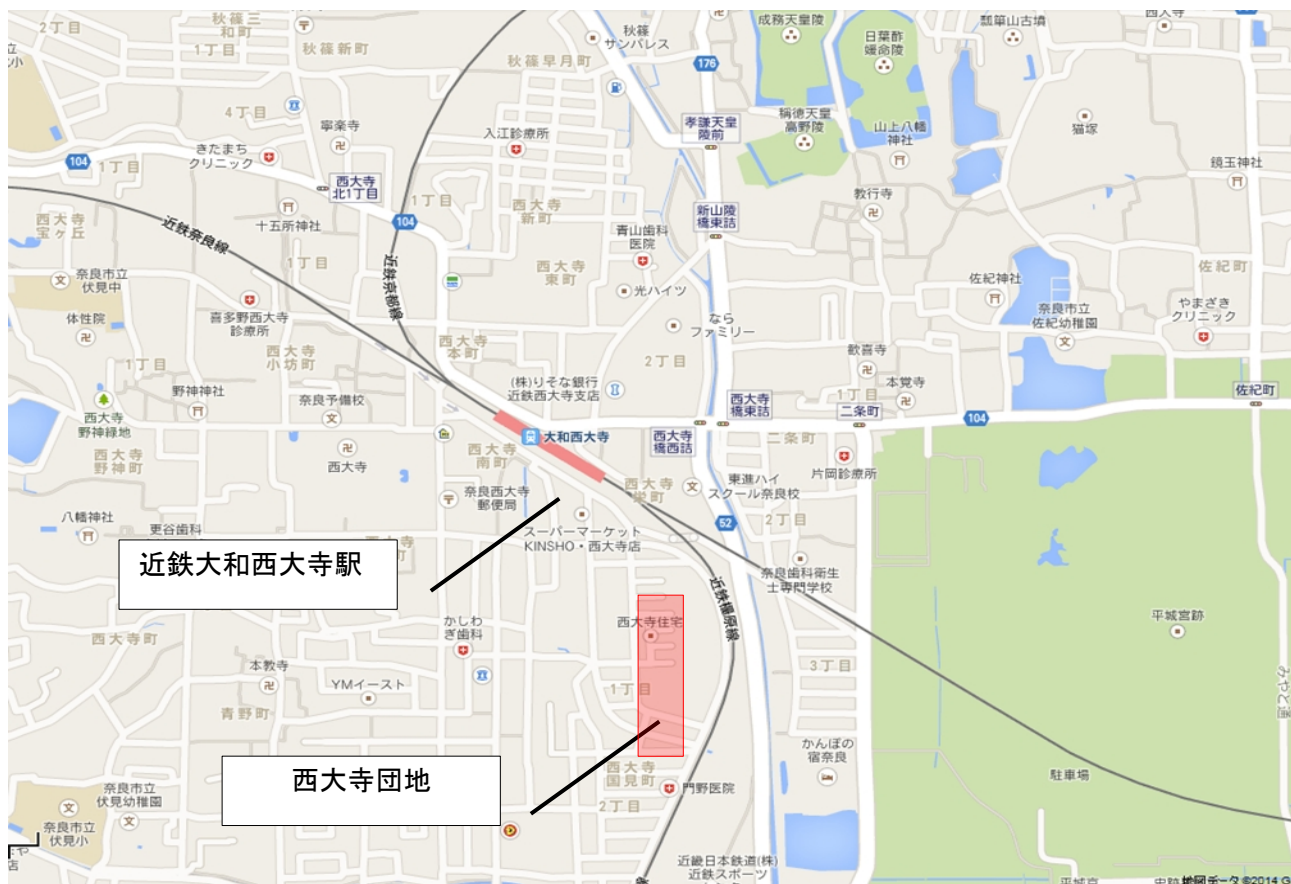 2丁目
秋篠三
和町
1丁目
秋篠新町
秋篠
サンパレス
秋篠早月町
176
成務天皇陵
日葉酢
媛命陵
瓢箪山古墳
西大寺
4丁目
寧楽寺
入江診療所
孝謙天皇
陵前
稱徳天皇
高野陵
山上八幡
神社
猫塚
きたまち
クリニック
104
1丁目
西大寺
北1丁目
1丁目
西大寺
新町
鏡玉神社
教行寺
新山陵
橋東詰
西大寺
宝ヶ丘
近鉄奈良線
十五所神社
104
近鉄京都線
青山歯科
医院
1丁目
西大寺
東町
光ハイツ
佐紀町
佐紀神社
奈良市立
伏見中
奈良市立
佐紀幼稚園
やまざき
クリニック
体性院
喜多野西大寺
診療所
なら
ファミリー
西大寺
本町
西大寺
小坊町
1丁目
2丁目
歓喜寺
(株)りそな銀行
近鉄西大寺支店
野神神社
奈良予備校
本覚寺
1丁目
佐紀町
西大寺
野神緑地
西大寺
橋東詰
二条町
104
大和西大寺
西大寺
橋西詰
二条町
西大寺
野神町
西大寺
西大寺
南町
片岡診療所
西大寺
栄町
東進ハイ
スクール奈良校
奈良西大寺
郵便局
八幡神社
更谷歯科
スーパーマーケット
KINSHO・西大寺店
52
2丁目
近鉄大和西大寺駅
奈良歯科衛生
士専門学校
近鉄橿原線
かしわ
ぎ歯科
西大寺住宅
平城宮跡
西大寺町
本教寺
YMイースト
3丁目
1丁目
みやと通
青野町
かんぽの
宿奈良
西大寺団地
西大寺
国見町
駐車場
奈良市立
伏見幼稚園
門野医院
2丁目
奈良市立
伏見小
近畿日本鉄道(株)
近鉄スポーツ
平城京
地図データ ©2014 G